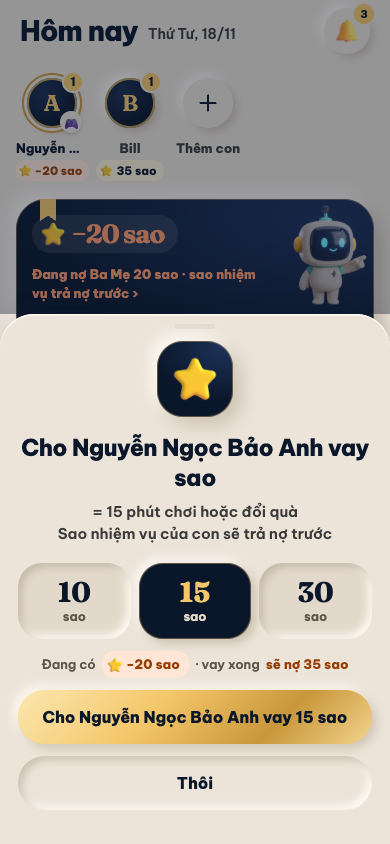 Hôm nay Thứ Tư, 18/11
3
A
1
B
1
Nguyễn ...
Bill
Thêm con
-20 sao
35 sao
-20 sao
Đang nợ Ba Mẹ 20 sao · sao nhiệm
vụ trả nợ trước >
Cho Nguyễn Ngọc Bảo Anh vay
sao
= 15 phút chơi hoặc đổi quà
Sao nhiệm vụ của con sẽ trả nợ trước
10
sao
15
sao
30
sao
Đang có -20 sao · vay xong sẽ nợ 35 sao
Cho Nguyễn Ngọc Bảo Anh vay 15 sao
Thôi